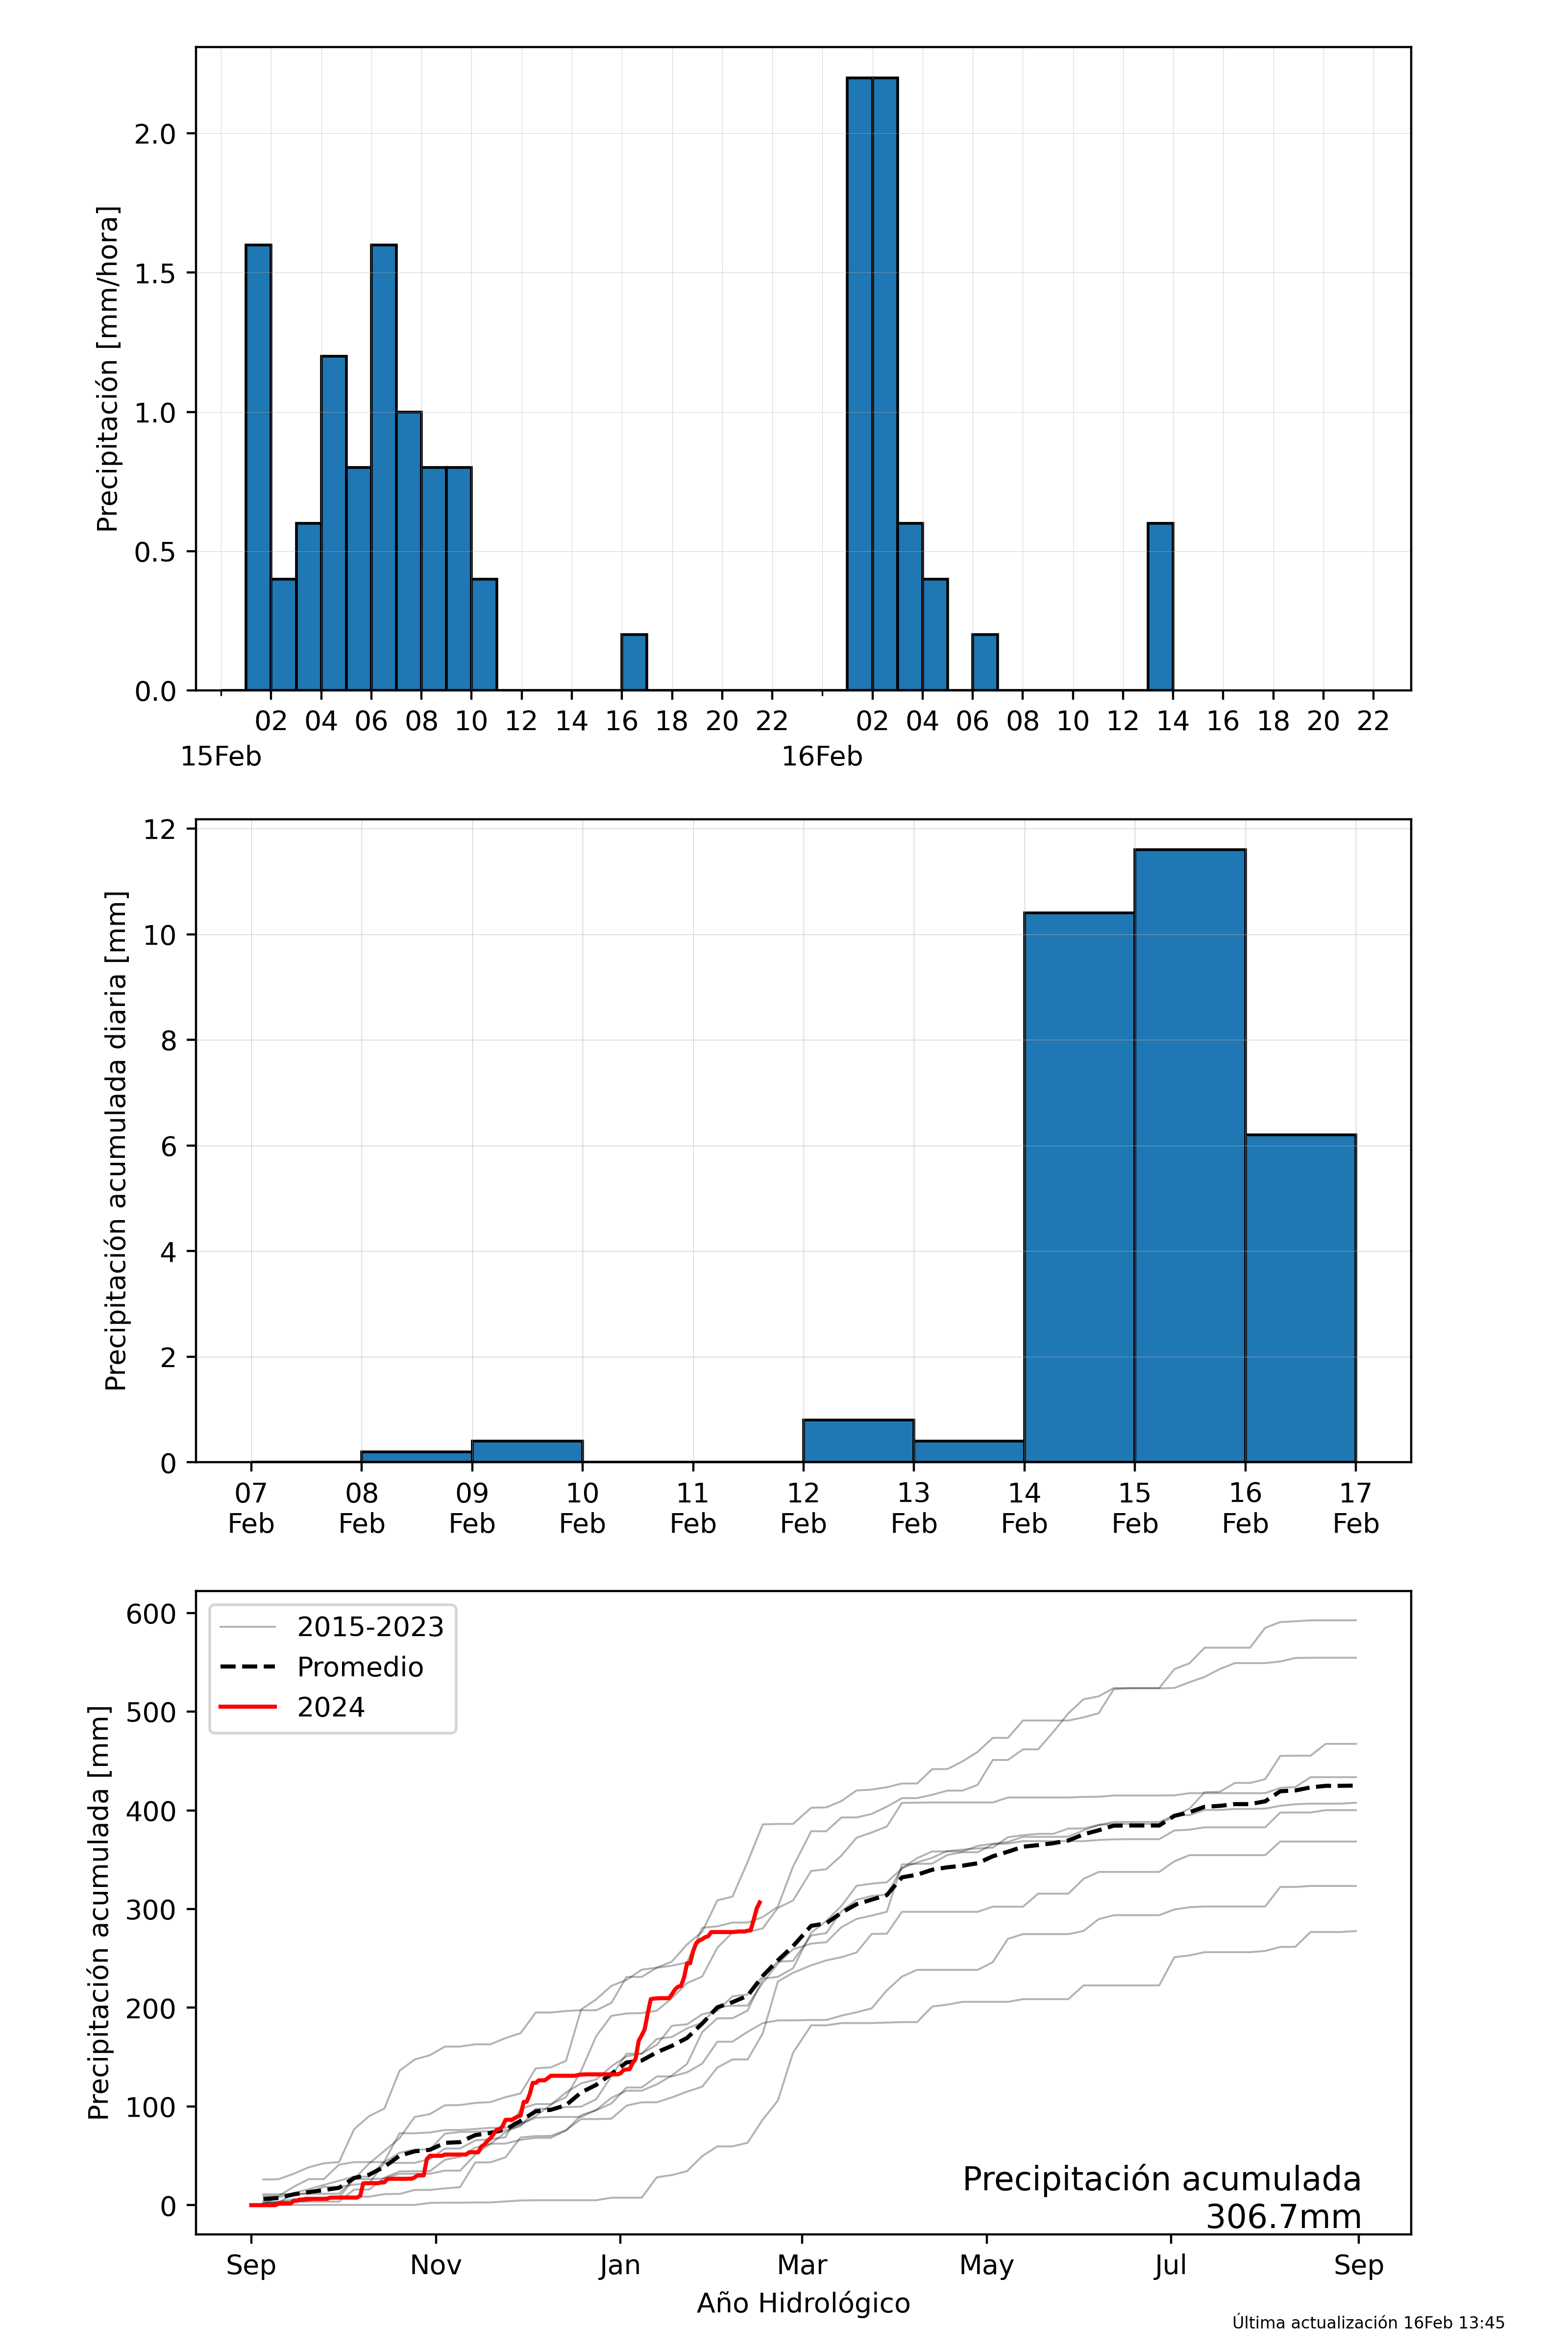 Precipitación [mm/hora]
2.0
1.5
1.0
0.5
0.0
02 04 06 08 10 12 14 16 18 20 22 02 04 06 08 10 12 14 16 18 20 22
15Feb 16Feb
Precipitación acumulada diaria [mm]
12
10
8
6
4
2
0
07 08 09 10 11 12 13 14 15 16 17
Feb Feb Feb Feb Feb Feb Feb Feb Feb Feb Feb
Precipitación acumulada [mm]
600
500
400
300
200
100
0
2015-2023
Promedio
2024
Precipitación acumulada
306.7mm
Sep Nov Jan Mar May Jul Sep
Año Hidrológico
Última actualización 16Feb 13:45